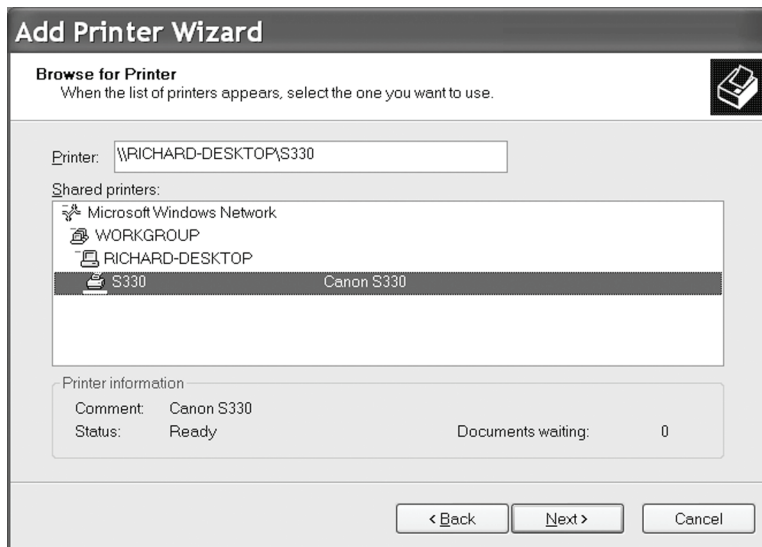 Add Printer Wizard
Browse for Printer
When the list of printers appears, select the one you want to use.
Printer: \\RICHARD-DESKTOP\S330
Shared printers:
Microsoft Windows Network
WORKGROUP
RICHARD-DESKTOP
S330 Canon S330
Printer information
Comment: Canon S330
Status: Ready Documents waiting: 0
< Back Next > Cancel